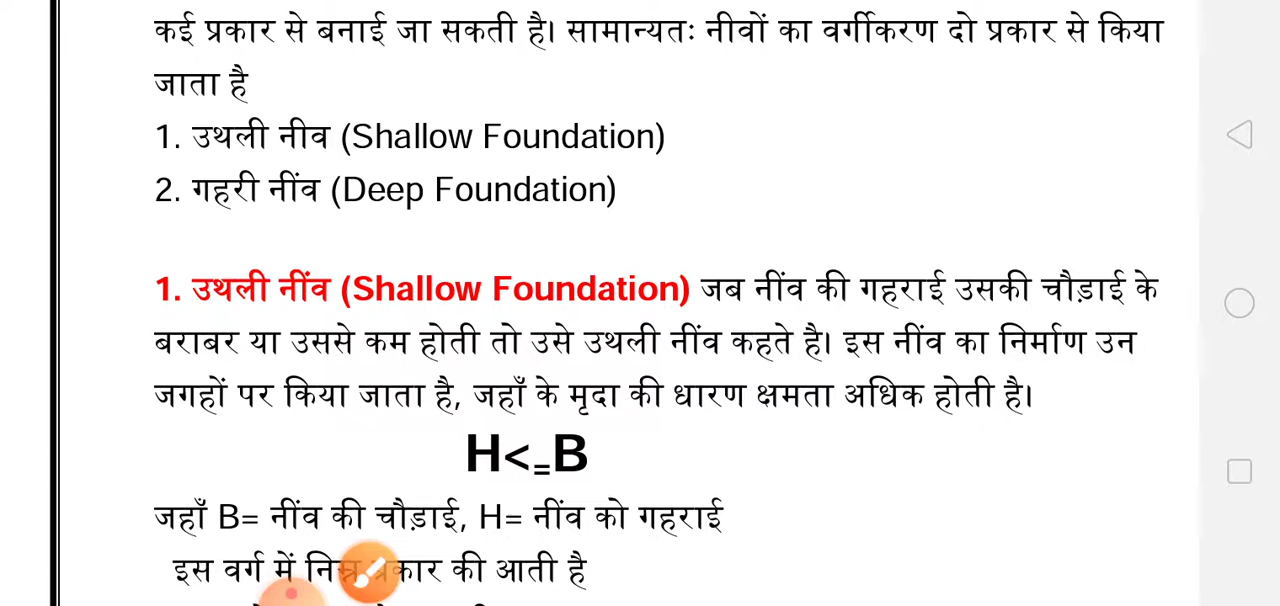 कई प्रकार से बनाई जा सकती है। सामान्यतः नीवों का वर्गीकरण दो प्रकार से किया
जाता है
1. उथली नीव (Shallow Foundation)
2. गहरी नींव (Deep Foundation)
1. उथली नींव (Shallow Foundation) जब नींव की गहराई उसकी चौड़ाई के
बराबर या उससे कम होती तो उसे उथली नींव कहते है। इस नींव का निर्माण उन
जगहों पर किया जाता है, जहाँ के मृदा की धारण क्षमता अधिक होती है।
H<=B
जहाँ B= नींव की चौड़ाई, H= नींव को गहराई
इस वर्ग में निम्न प्रकार की आती है